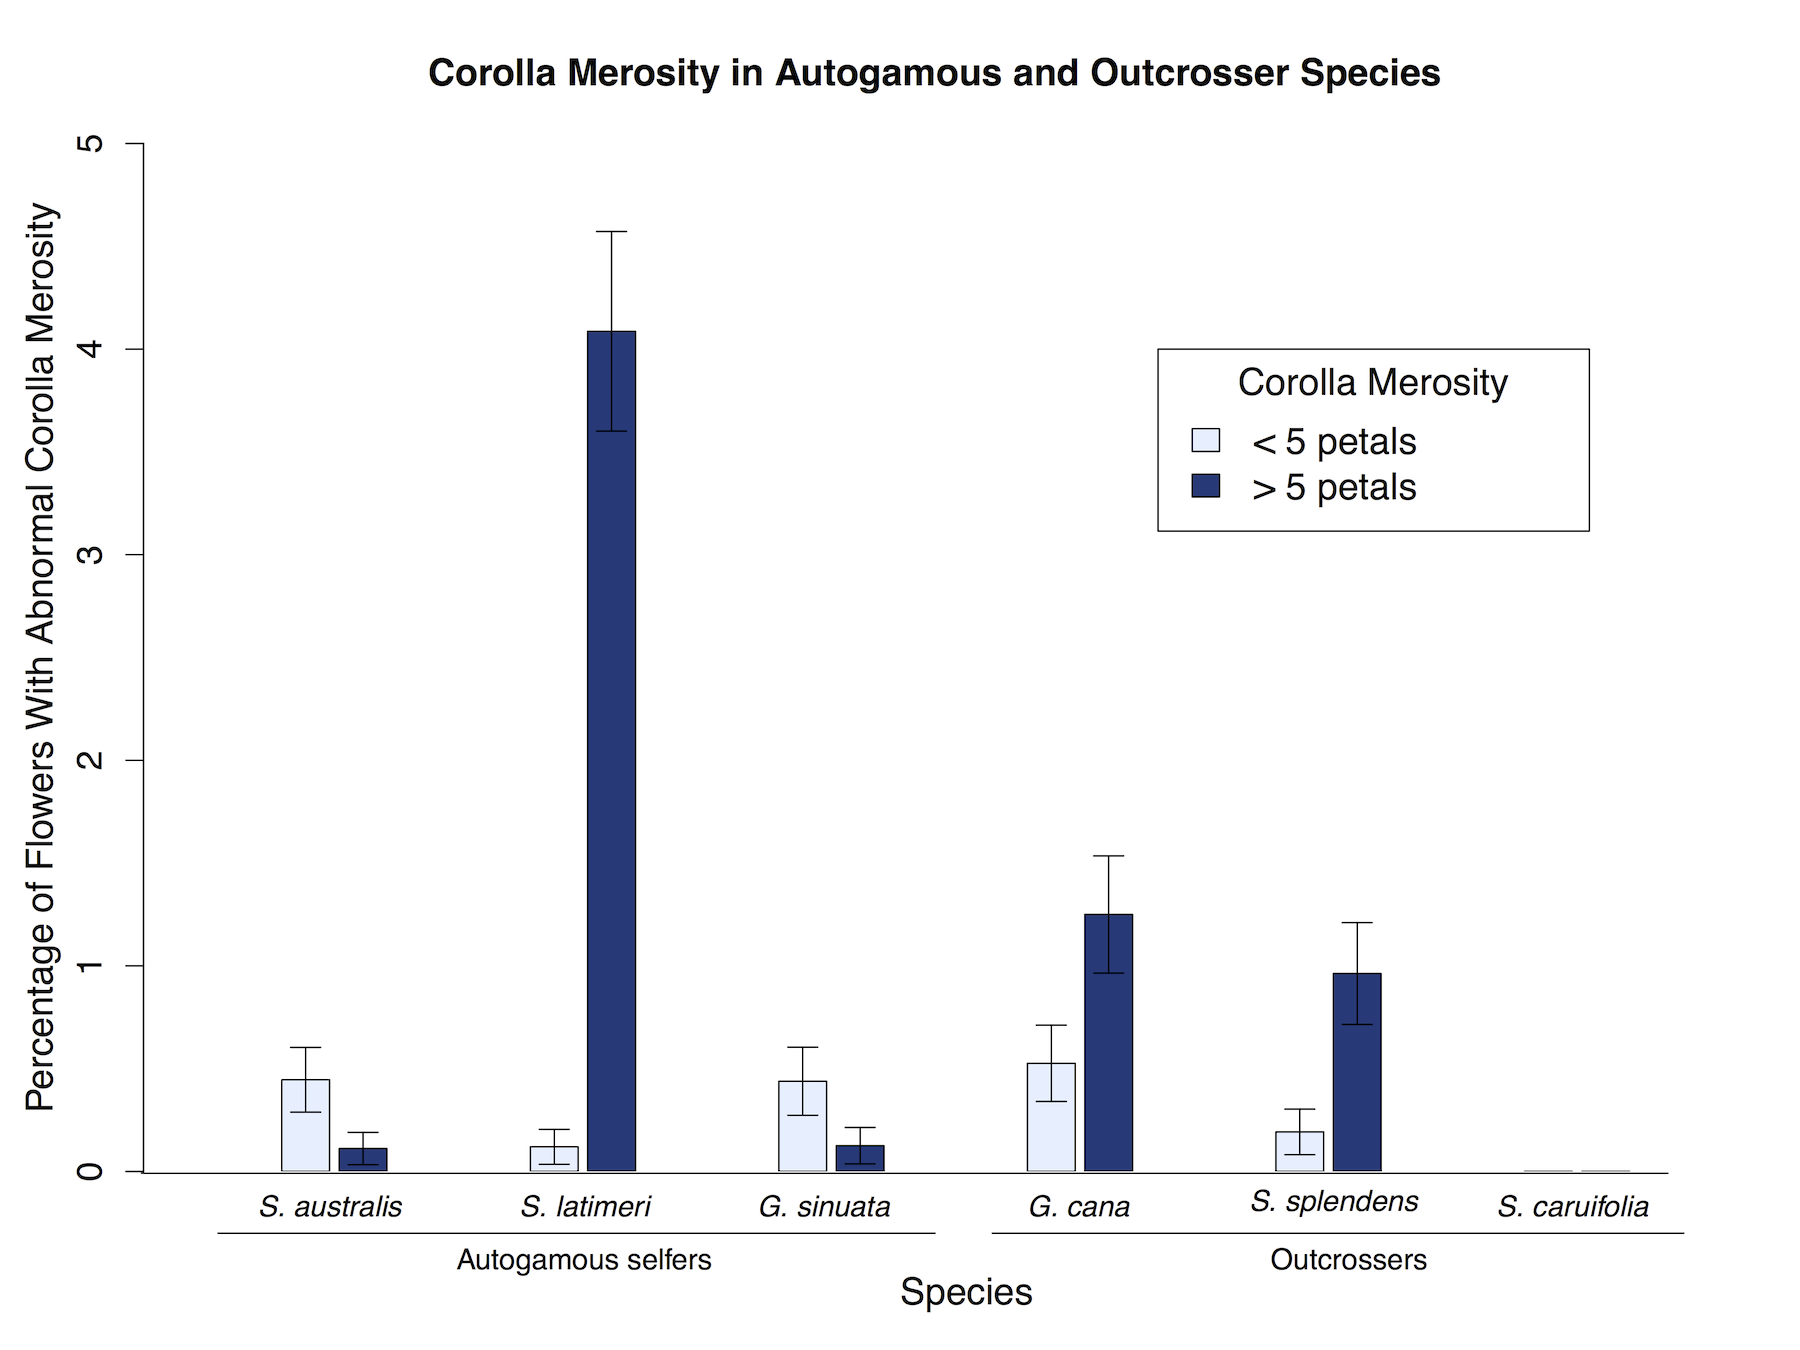 Corolla Merosity in Autogamous and Outcrosser Species
Percentage of Flowers With Abnormal Corolla Merosity
5
4
3
2
1
0
Corolla Merosity
< 5 petals
> 5 petals
S. australis S. latimeri G. sinuata G. cana S. splendens S. caruifolia
Autogamous selfers Outcrossers
Species